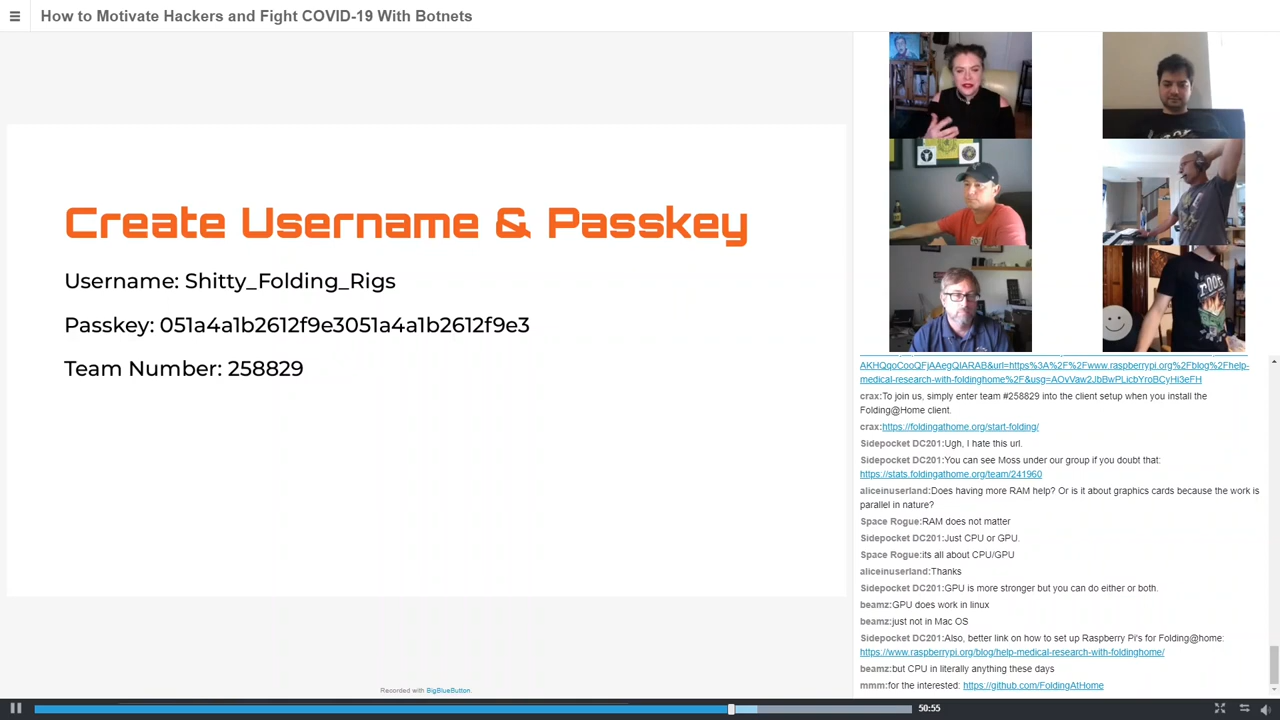 How to Motivate Hackers and Fight COVID-19 With Botnets
Create Username & Passkey
Username: Shitty_Folding_Rigs
Passkey: 051a4a1b2612f9e3051a4a1b2612f9e3
Team Number: 258829
Recorded with BigBlueButton.
AKHQqoCooQFjAAegQIARAB&url=https%3A%2F%2Fwww.raspberrypi.org%2Fblog%2Fhelp-
medical-research-with-foldinghome%2F&usg=AOvVaw2JbBwPLicbYroBCyHi3eFH
crax:To join us, simply enter team #258829 into the client setup when you install the
Folding@Home client.
crax:https://foldingathome.org/start-folding/
Sidepocket DC201:Ugh, I hate this url.
Sidepocket DC201:You can see Moss under our group if you doubt that:
https://stats.foldingathome.org/team/241960
aliceinuserland:Does having more RAM help? Or is it about graphics cards because the work is
parallel in nature?
Space Rogue:RAM does not matter
Sidepocket DC201:Just CPU or GPU.
Space Rogue:its all about CPU/GPU
aliceinuserland:Thanks
Sidepocket DC201:GPU is more stronger but you can do either or both.
beamz:GPU does work in linux
beamz:just not in Mac OS
Sidepocket DC201:Also, better link on how to set up Raspberry Pi's for Folding@home:
https://www.raspberrypi.org/blog/help-medical-research-with-foldinghome/
beamz:but CPU in literally anything these days
mmm:for the interested: https://github.com/FoldingAtHome
50:55